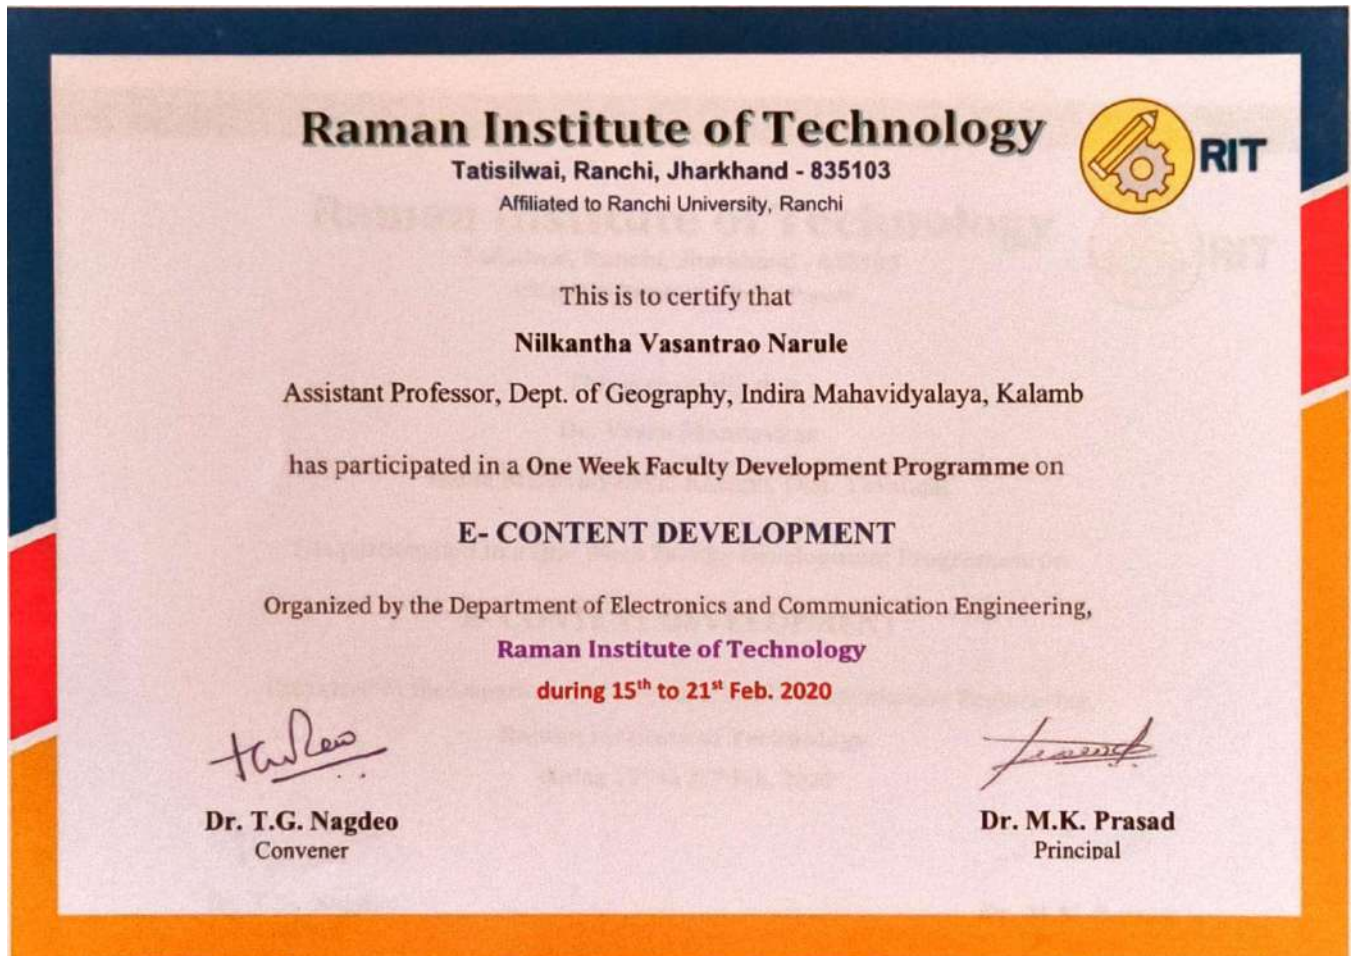 Raman Institute of Technology
RIT
Tatisilwai, Ranchi, Jharkhand - 835103
Affiliated to Ranchi University, Ranchi
This is to certify that
Nilkantha Vasantrao Narule
Assistant Professor, Dept. of Geography, Indira Mahavidyalaya, Kalamb
has participated in a One Week Faculty Development Programme on
E- CONTENT DEVELOPMENT
Organized by the Department of Electronics and Communication Engineering,
Raman Institute of Technology
during 15th to 21st Feb. 2020
Dr. T.G. Nagdeo
Convener
Dr. M.K. Prasad
Principal